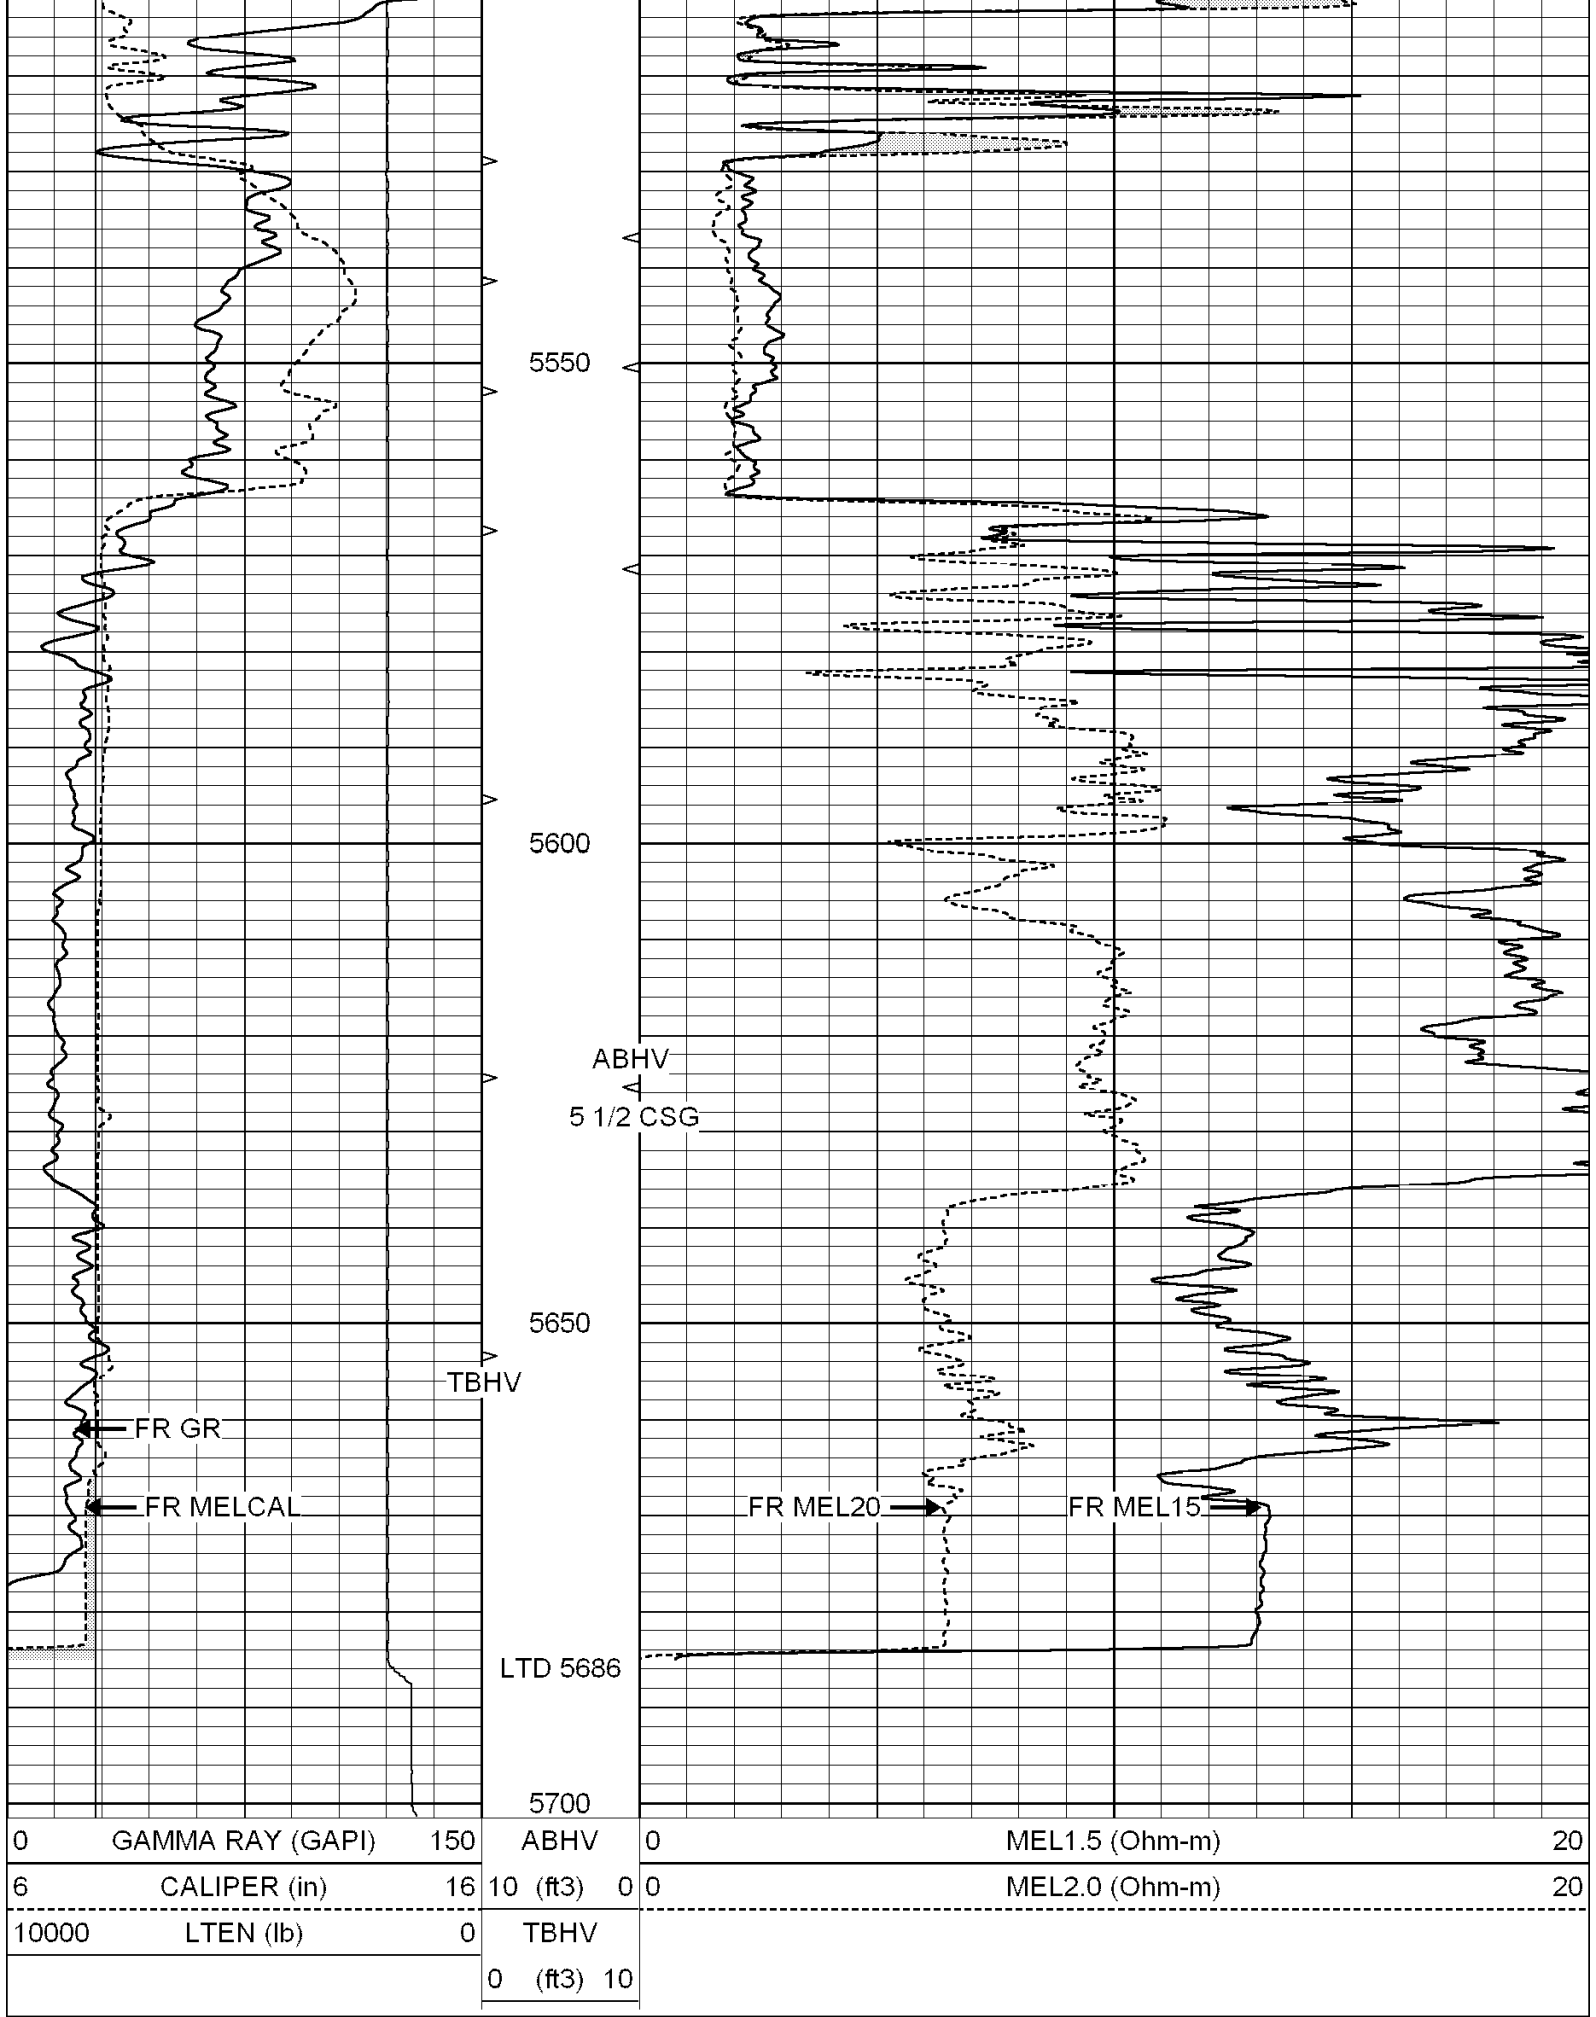 5550
5600
ABHV
5 1/2 CSG
5650
TBHV
FR GR
FR MELCAL
FR MEL20
FR MEL15
LTD 5686
5700
0 GAMMA RAY (GAPI) 150
ABHV
0 MEL1.5 (Ohm-m) 20
6 CALIPER (in) 16
10 (ft3) 0
0 MEL2.0 (Ohm-m) 20
10000 LTEN (lb) 0
TBHV
0 (ft3) 10